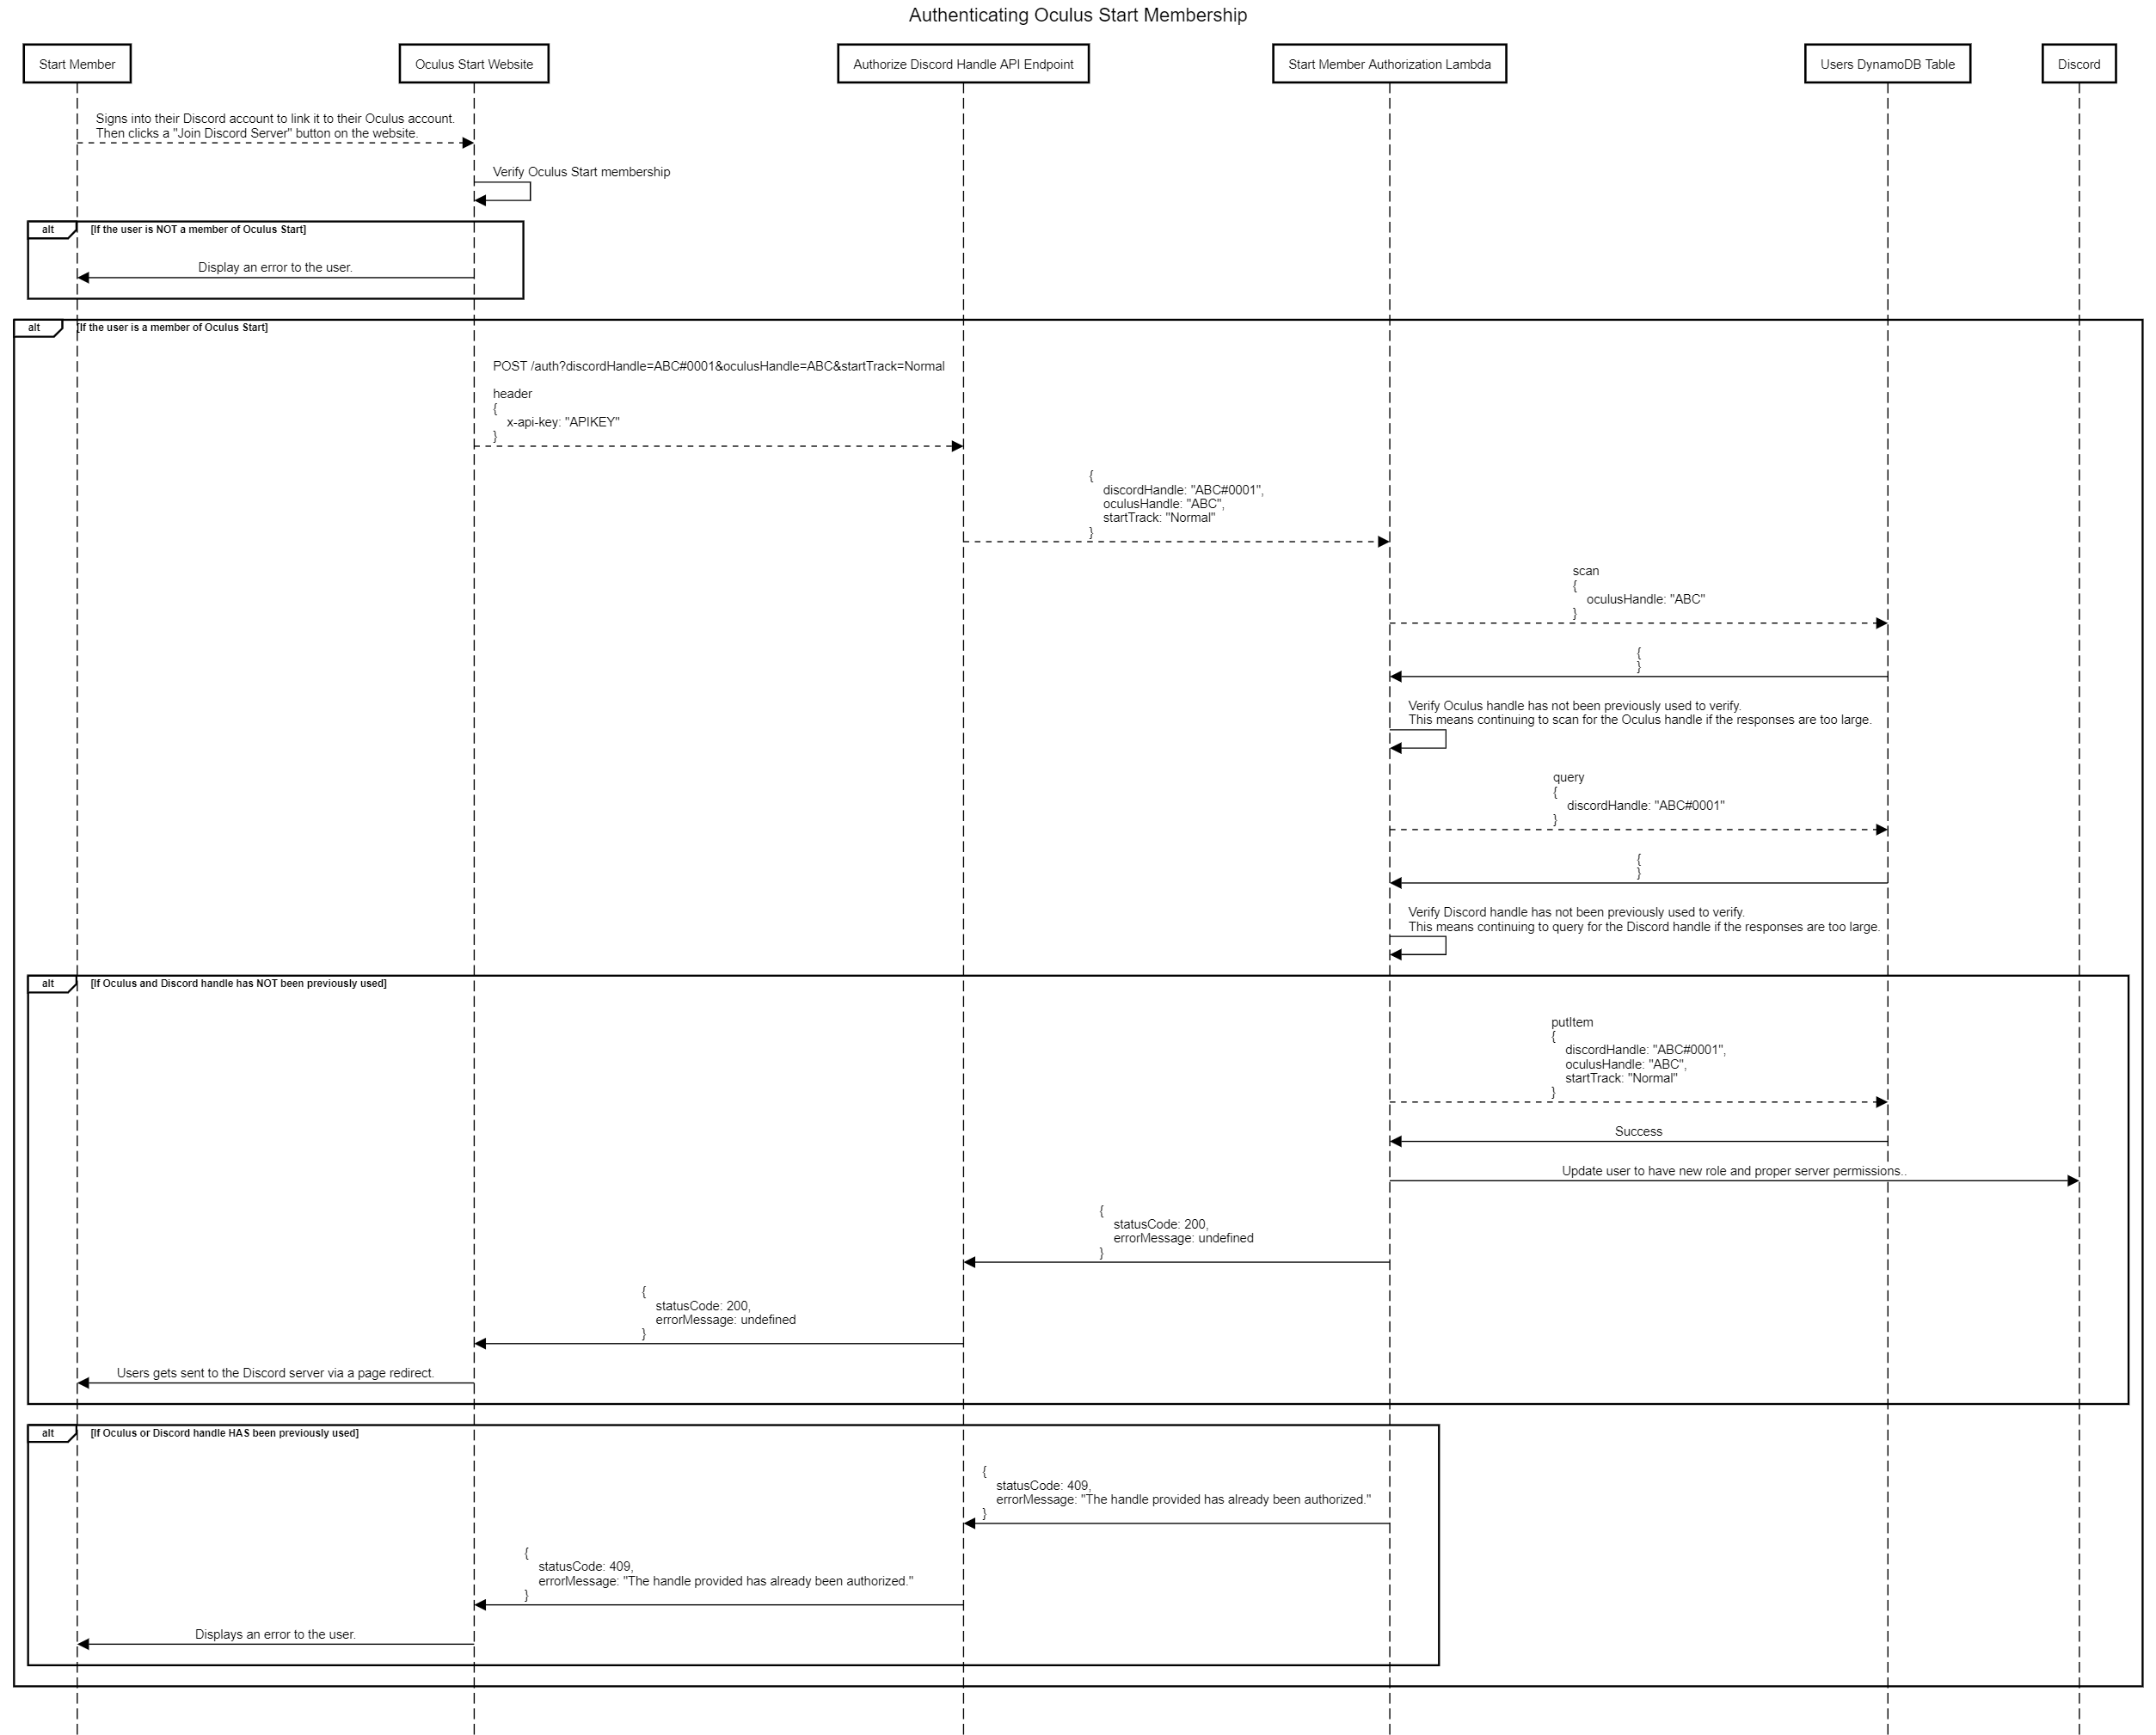 Authenticating Oculus Start Membership
Start Member
Oculus Start Website
Authorize Discord Handle API Endpoint
Start Member Authorization Lambda
Users DynamoDB Table
Discord
Signs into their Discord account to link it to their Oculus account.
Then clicks a "Join Discord Server" button on the website.
Verify Oculus Start membership
alt
[If the user is NOT a member of Oculus Start]
Display an error to the user.
alt
[If the user is a member of Oculus Start]
POST /auth?discordHandle=ABC#0001&oculusHandle=ABC&startTrack=Normal
header
{
x-api-key: "APIKEY"
}
{
discordHandle: "ABC#0001",
oculusHandle: "ABC",
startTrack: "Normal"
}
scan
{
oculusHandle: "ABC"
}
{
}
Verify Oculus handle has not been previously used to verify.
This means continuing to scan for the Oculus handle if the responses are too large.
query
{
discordHandle: "ABC#0001"
}
{
}
Verify Discord handle has not been previously used to verify.
This means continuing to query for the Discord handle if the responses are too large.
alt
[If Oculus and Discord handle has NOT been previously used]
putItem
{
discordHandle: "ABC#0001",
oculusHandle: "ABC",
startTrack: "Normal"
}
Success
Update user to have new role and proper server permissions..
{
statusCode: 200,
errorMessage: undefined
}
{
statusCode: 200,
errorMessage: undefined
}
Users gets sent to the Discord server via a page redirect.
alt
[If Oculus or Discord handle HAS been previously used]
{
statusCode: 409,
errorMessage: "The handle provided has already been authorized."
}
{
statusCode: 409,
errorMessage: "The handle provided has already been authorized."
}
Displays an error to the user.